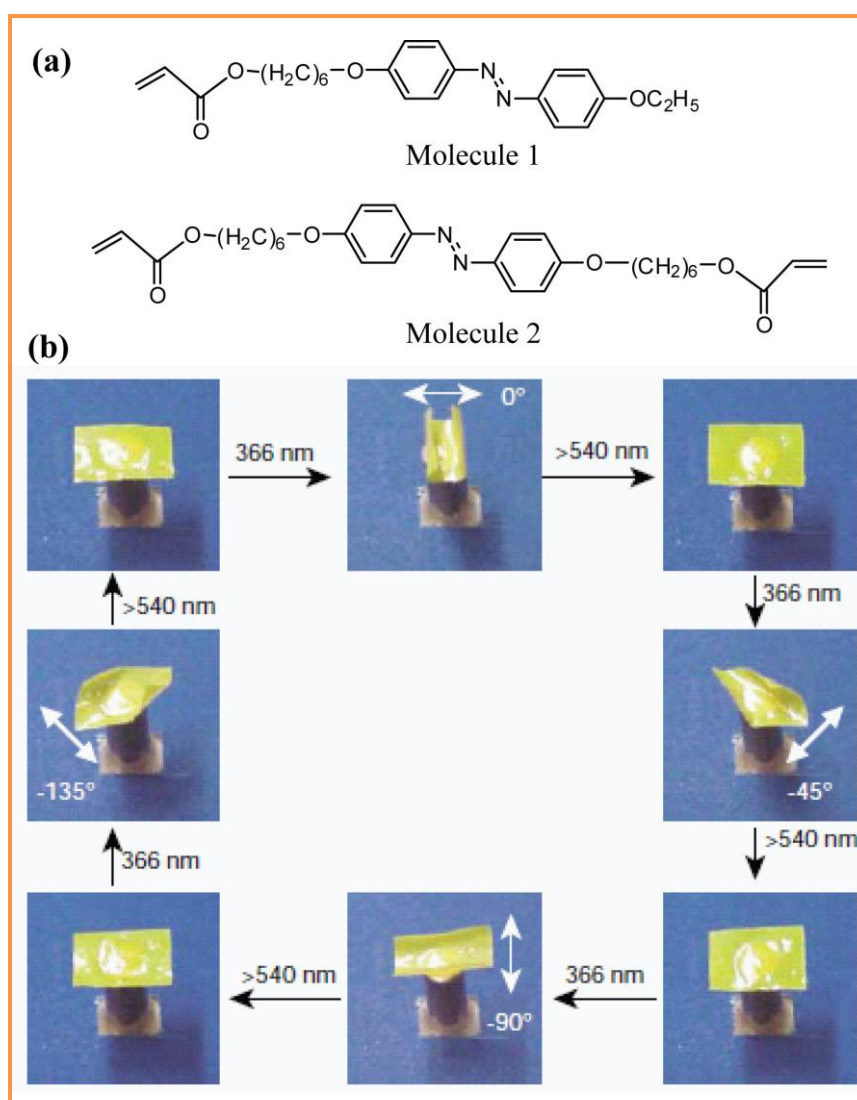 (a)
O (H2C)6 O N N OC2H5
O
Molecule 1
O (H2C)6 O N N O (CH2)6 O
O O
Molecule 2
(b)
0°
366 nm >540 nm
>540 nm 366 nm
-135° -45°
366 nm >540 nm
>540 nm 366 nm
-90°